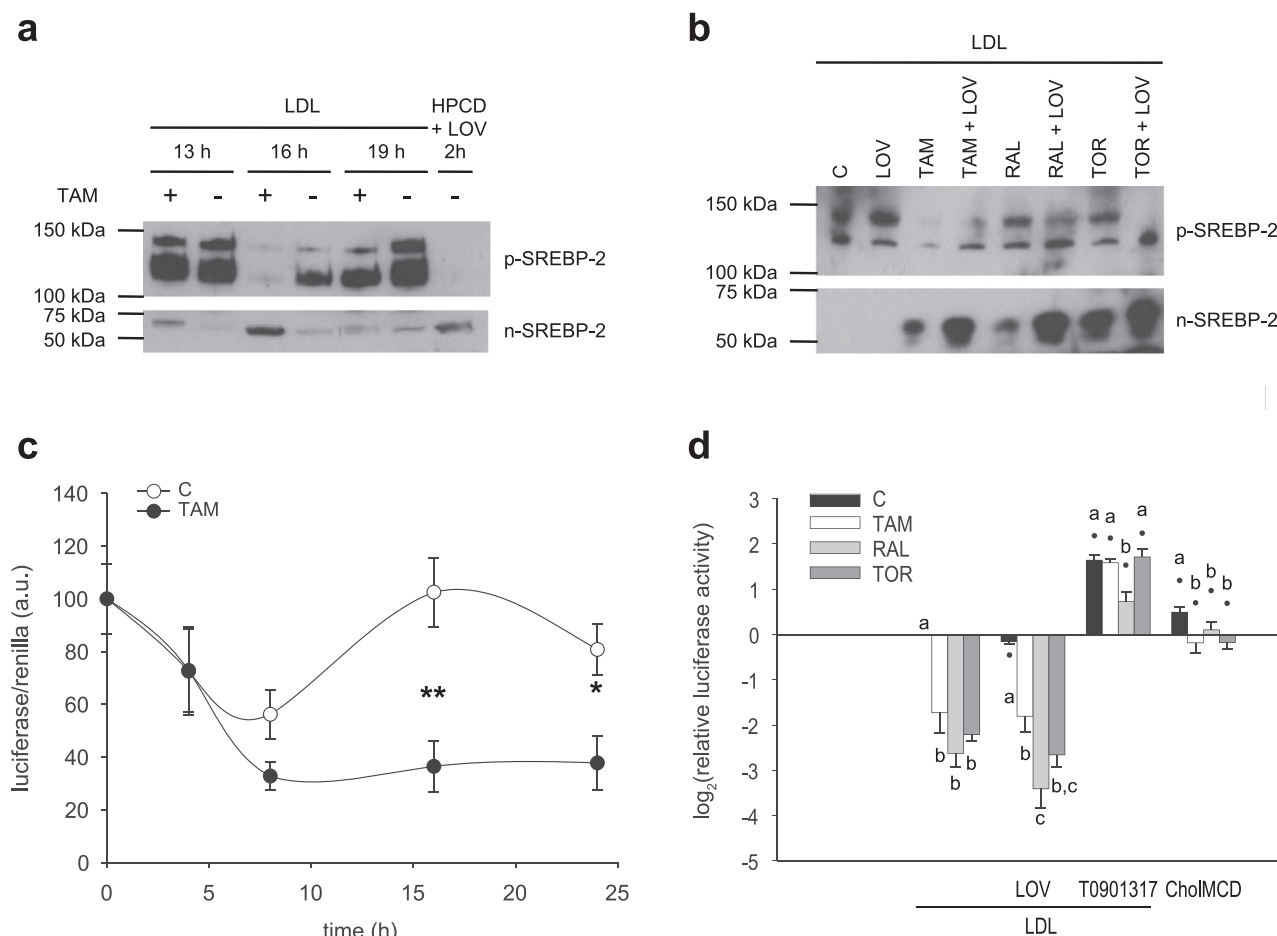 a
LDL
HPCD
+ LOV
13 h 16 h 19 h 2h
TAM + - + - + - -
150 kDa
p-SREBP-2
100 kDa
75 kDa
n-SREBP-2
50 kDa
b
LDL
C LOV TAM TAM + LOV RAL RAL + LOV TOR TOR + LOV
150 kDa
p-SREBP-2
100 kDa
75 kDa
n-SREBP-2
50 kDa
c
C
TAM
luciferase/renilla (a.u.)
140
120
100
80
60
40
20
0
** *
0 5 10 15 20 25
time (h)
d
C
TAM
RAL
TOR
log2(relative luciferase activity)
3
2
1
0
-1
-2
-3
-4
-5
a b b b
a b c b,c
a a b a
a b b b
LOV T0901317 CholMCD
LDL